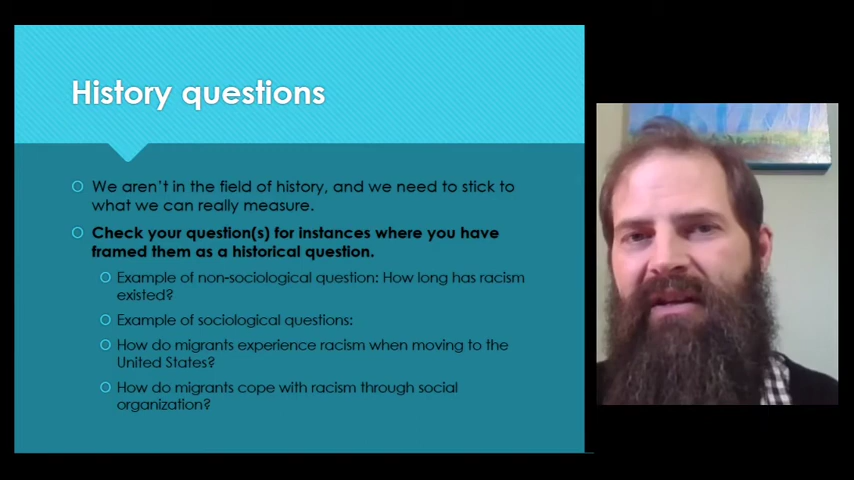 History questions
We aren't in the field of history, and we need to stick to
what we can really measure.
Check your question(s) for instances where you have
framed them as a historical question.
Example of non-sociological question: How long has racism
existed?
Example of sociological questions:
How do migrants experience racism when moving to the
United States?
How do migrants cope with racism through social
organization?